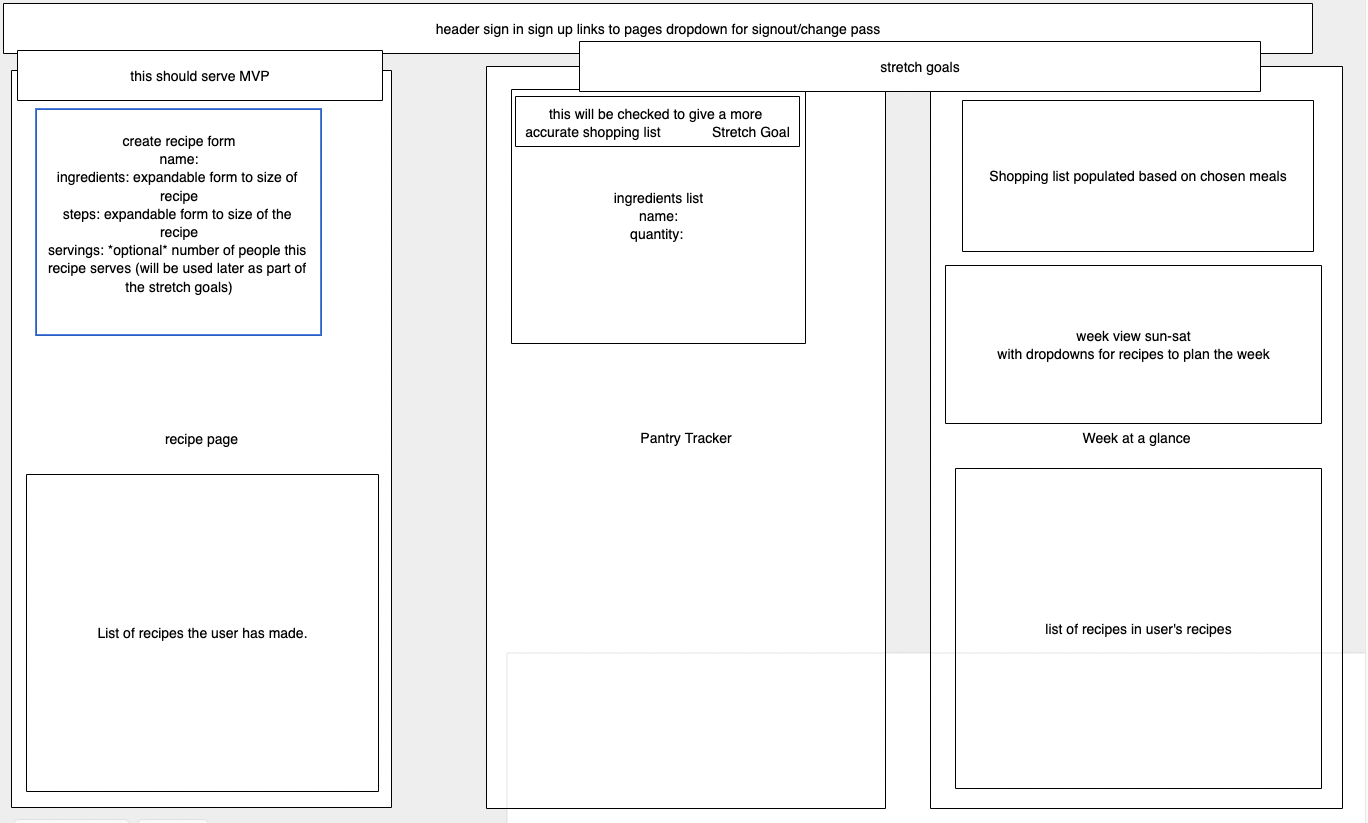 header sign in sign up links to pages dropdown for signout/change pass
this should serve MVP
create recipe form
name:
ingredients: expandable form to size of
recipe
steps: expandable form to size of the
recipe
servings: *optional* number of people this
recipe serves (will be used later as part of
the stretch goals)
recipe page
List of recipes the user has made.
stretch goals
this will be checked to give a more
accurate shopping list Stretch Goal
ingredients list
name:
quantity:
Pantry Tracker
Shopping list populated based on chosen meals
week view sun-sat
with dropdowns for recipes to plan the week
Week at a glance
list of recipes in user's recipes